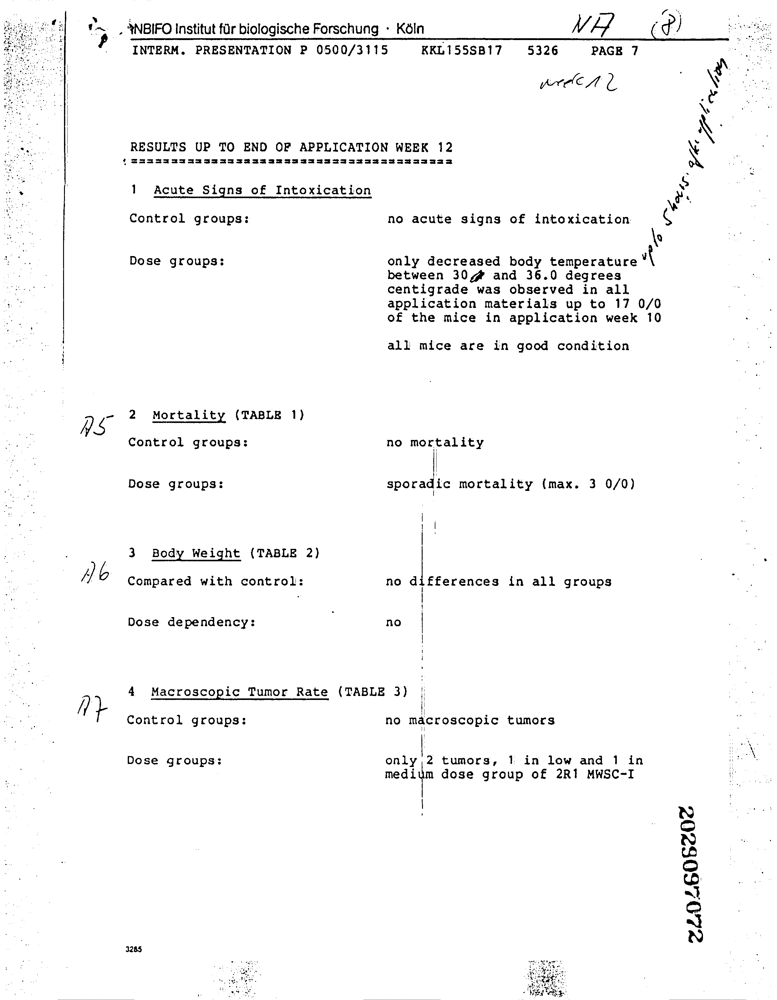 INBIFO Institut für biologische Forschung · Köln
NA (8)
INTERM. PRESENTATION P 0500/3115 KKL155SB17 5326 PAGE 7
week 12
RESULTS UP TO END OF APPLICATION WEEK 12
========================================
1 Acute Signs of Intoxication
Control groups: no acute signs of intoxication
up to 5 hours after application
Dose groups: only decreased body temperature
between 30 and 36.0 degrees
centigrade was observed in all
application materials up to 17 0/0
of the mice in application week 10
all mice are in good condition
A5
2 Mortality (TABLE 1)
Control groups: no mortality
Dose groups: sporadic mortality (max. 3 0/0)
3 Body Weight (TABLE 2)
A6
Compared with control: no differences in all groups
Dose dependency: no
4 Macroscopic Tumor Rate (TABLE 3)
A7
Control groups: no macroscopic tumors
Dose groups: only 2 tumors, 1 in low and 1 in
medium dose group of 2R1 MWSC-I
2029097072
3285